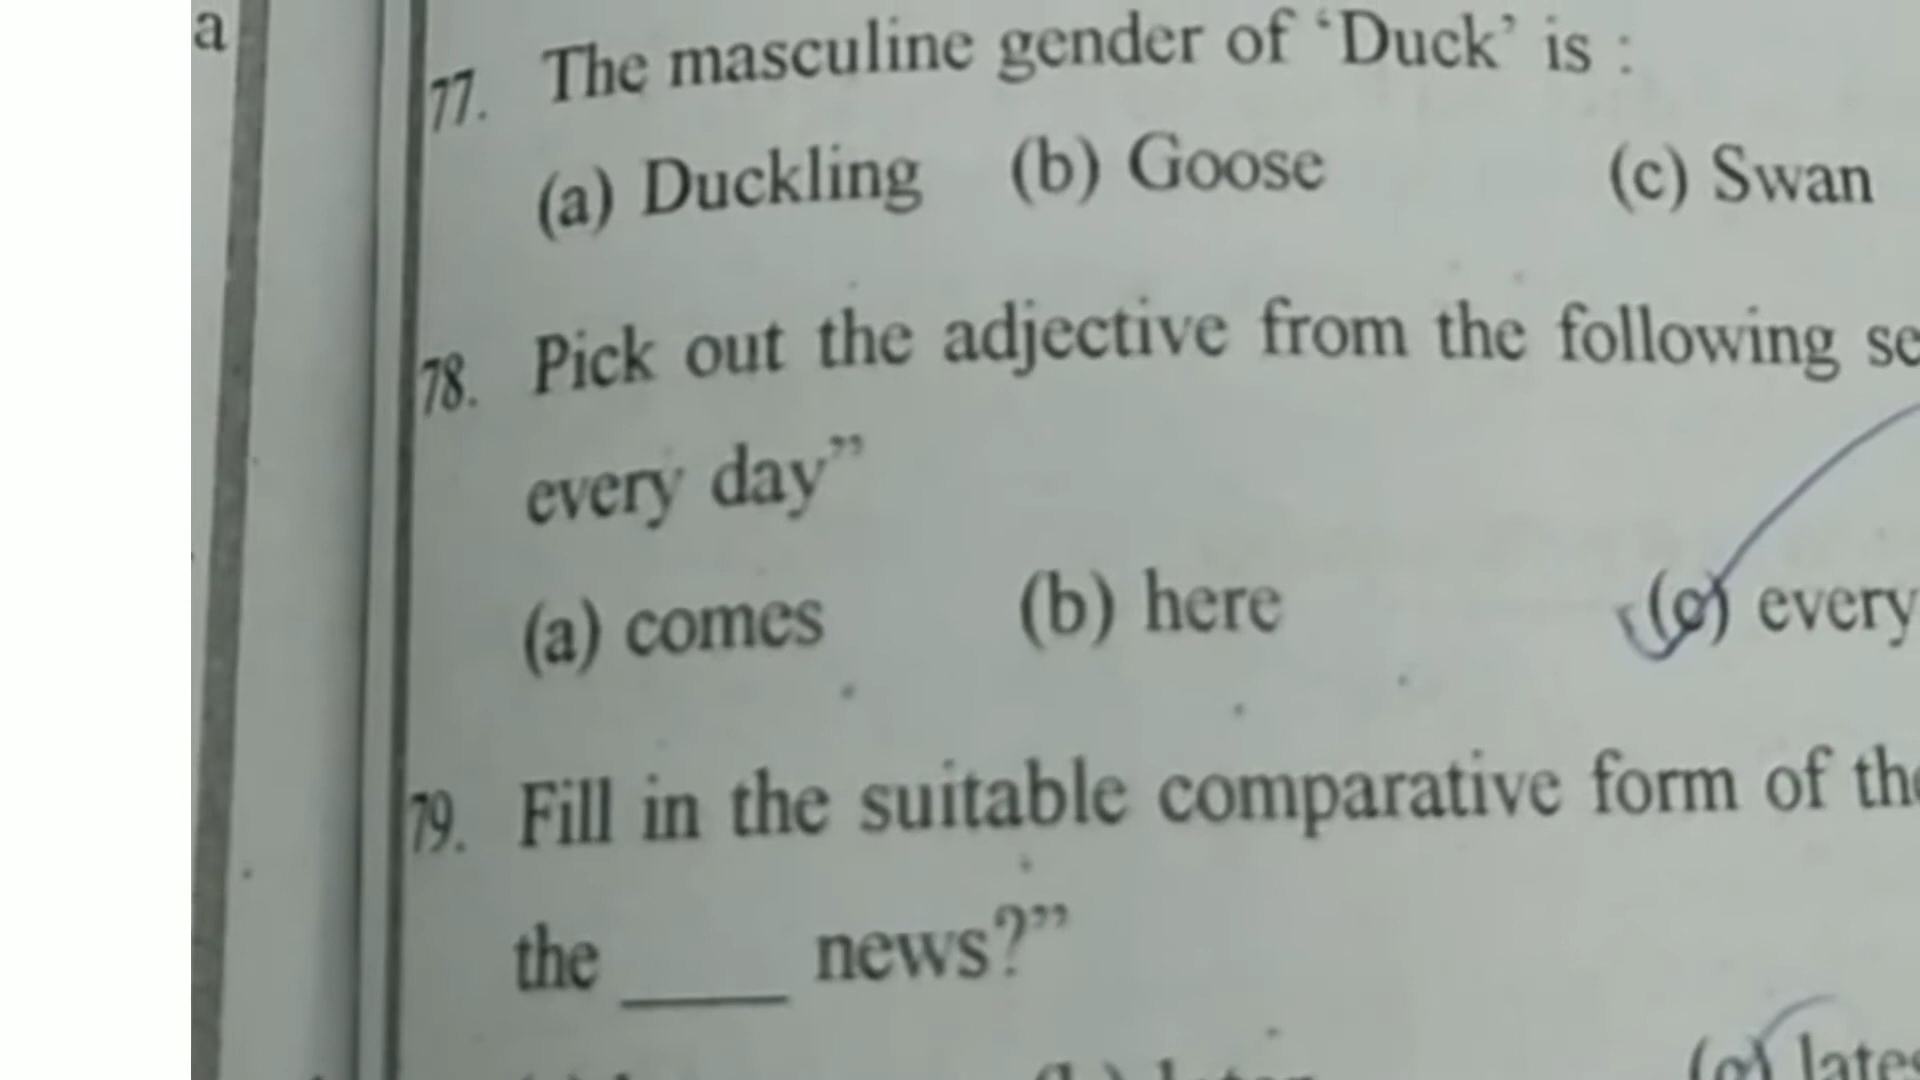 a
77. The masculine gender of ‘Duck’ is :
(a) Duckling (b) Goose (c) Swan
78. Pick out the adjective from the following
every day”
(a) comes (b) here (c) every
79. Fill in the suitable comparative form of
the ____ news?”